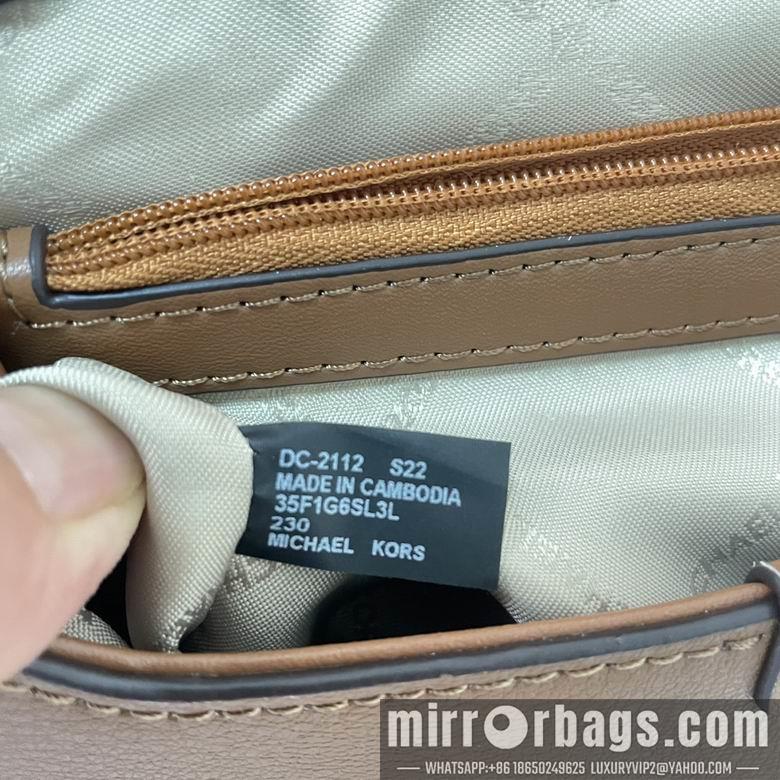 DC-2112 S22
MADE IN CAMBODIA
35F1G6SL3L
230
MICHAEL KORS
mirrorbags.com
WHATSAPP:+86 18650249625 LUXURYVIP2@YAHOO.COM